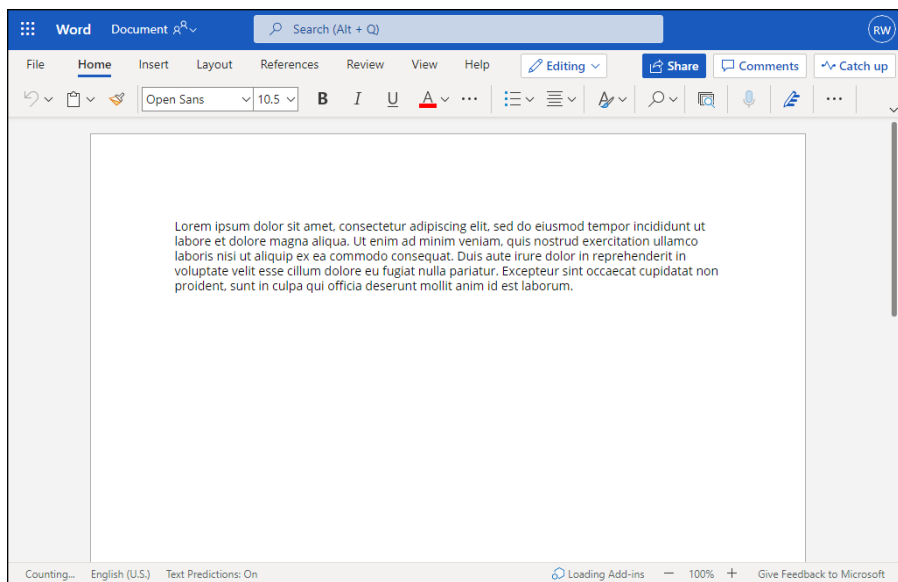 Word Document Search (Alt + Q) RW
File Home Insert Layout References Review View Help Editing Share Comments Catch up
Open Sans 10.5 B I U A
Lorem ipsum dolor sit amet, consectetur adipiscing elit, sed do eiusmod tempor incididunt ut
labore et dolore magna aliqua. Ut enim ad minim veniam, quis nostrud exercitation ullamco
laboris nisi ut aliquip ex ea commodo consequat. Duis aute irure dolor in reprehenderit in
voluptate velit esse cillum dolore eu fugiat nulla pariatur. Excepteur sint occaecat cupidatat non
proident, sunt in culpa qui officia deserunt mollit anim id est laborum.
Counting... English (U.S.) Text Predictions: On Loading Add-ins 100% Give Feedback to Microsoft